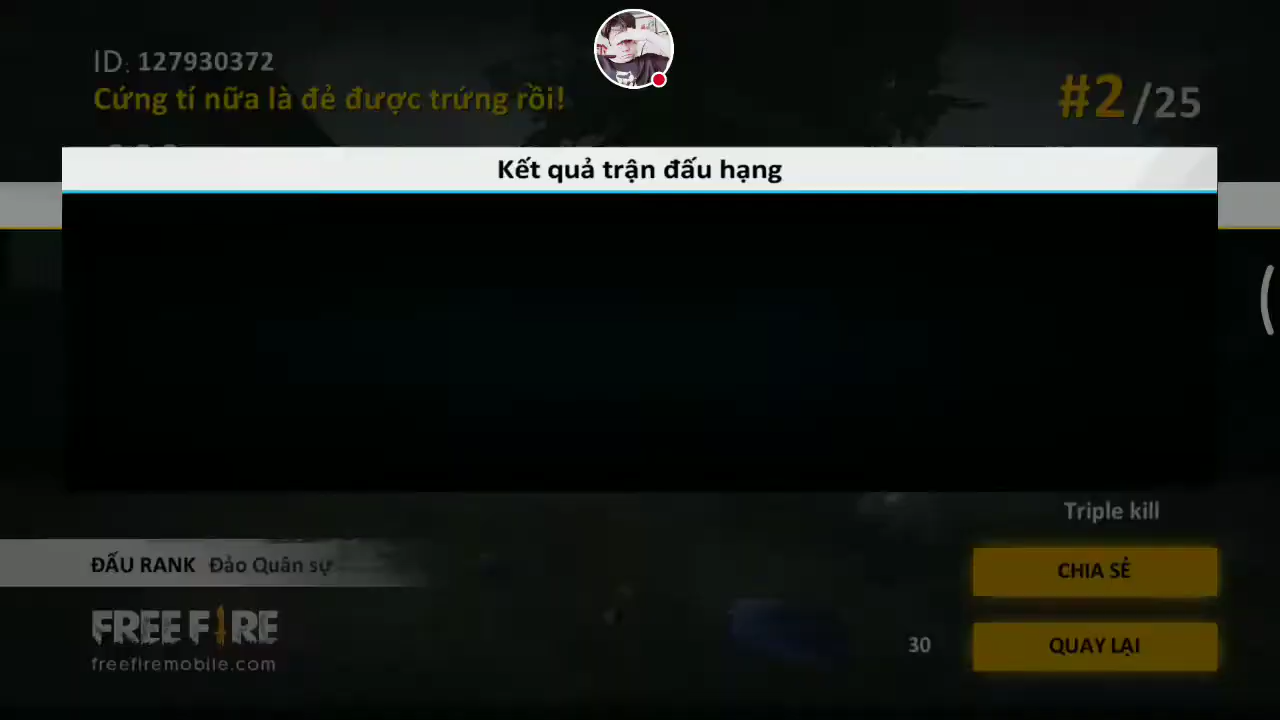 ID. 127930372
Cứng tí nữa là đẻ được trứng rồi!
#2/25
Kết quả trận đấu hạng
Triple kill
ĐẤU RANK Đảo Quân sự
CHIA SẺ
FREE FIRE
freefiremobile.com
30
QUAY LẠI